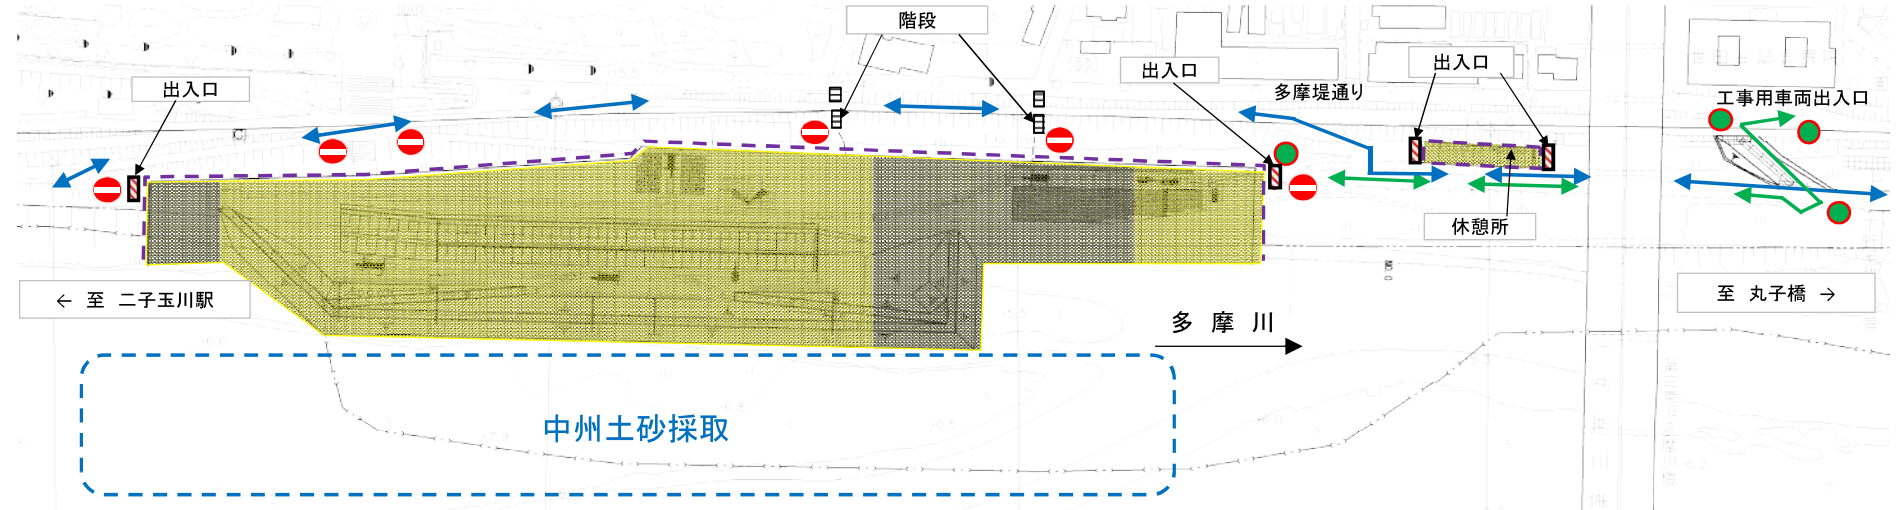 階段
出入口
出入口
出入口
多摩堤通り
工事用車両出入口
休憩所
← 至 二子玉川駅
至 丸子橋 →
多 摩 川
中州土砂採取